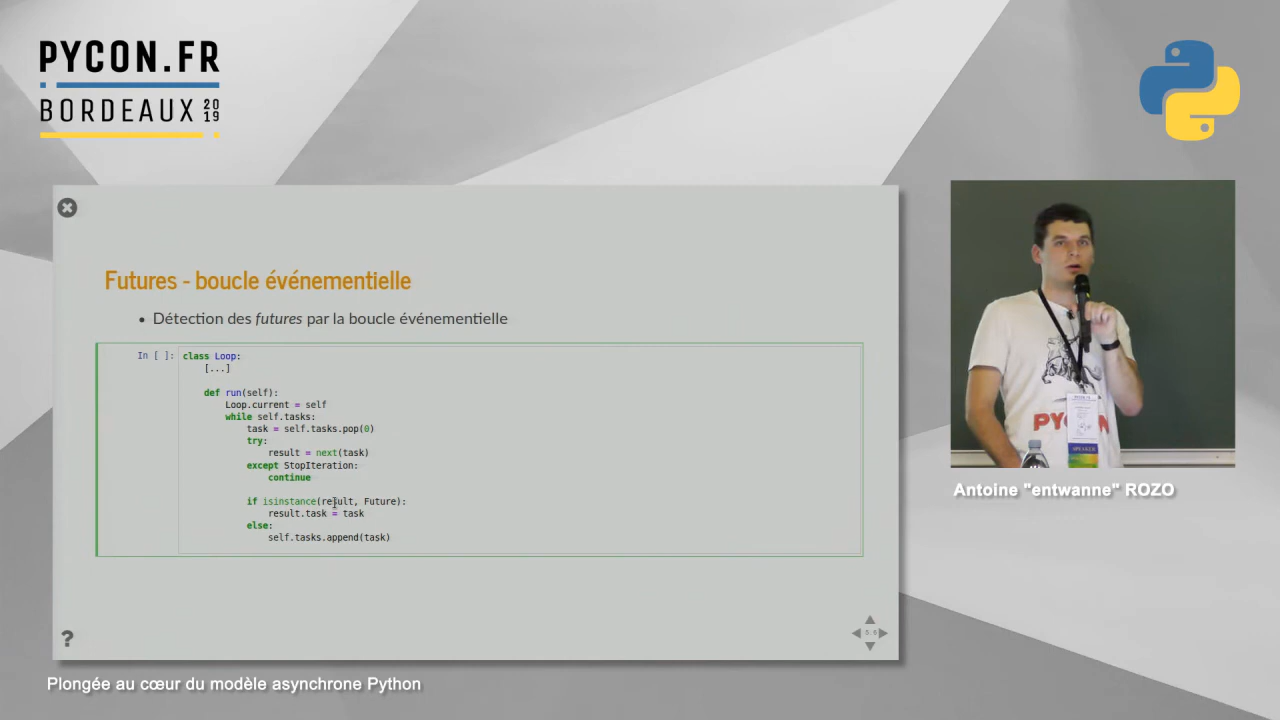 PYCON.FR
BORDEAUX 2019
Futures - boucle événementielle
• Détection des futures par la boucle événementielle
In [ ]:
class Loop:
[...]
def run(self):
Loop.current = self
while self.tasks:
task = self.tasks.pop(0)
try:
result = next(task)
except StopIteration:
continue
if isinstance(result, Future):
result.task = task
else:
self.tasks.append(task)
?
PYCON
SPEAKER
Antoine "entwanne" ROZO
Plongée au cœur du modèle asynchrone Python